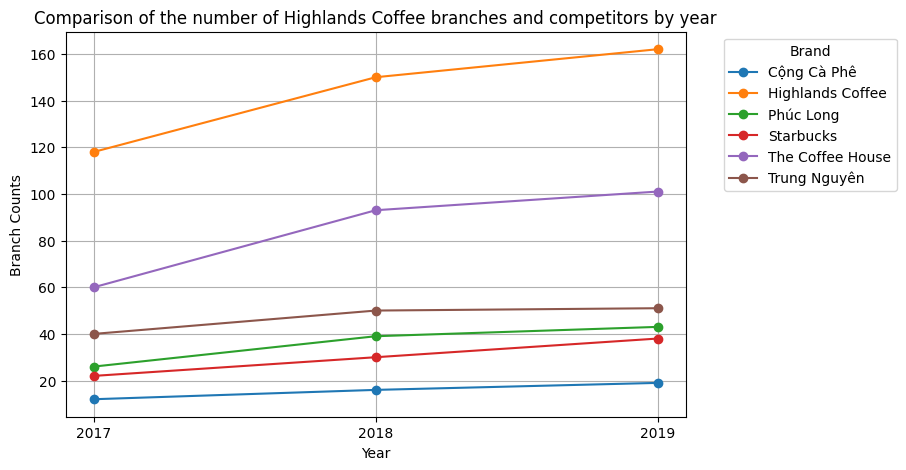 Comparison of the number of Highlands Coffee branches and competitors by year
Branch Counts
160
140
120
100
80
60
40
20
2017
2018
2019
Year
Brand
Cộng Cà Phê
Highlands Coffee
Phúc Long
Starbucks
The Coffee House
Trung Nguyên